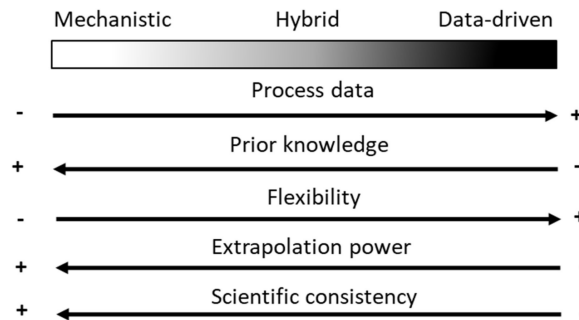 Mechanistic Hybrid Data-driven
Process data
- +
Prior knowledge
+ -
Flexibility
- +
Extrapolation power
+
Scientific consistency
+